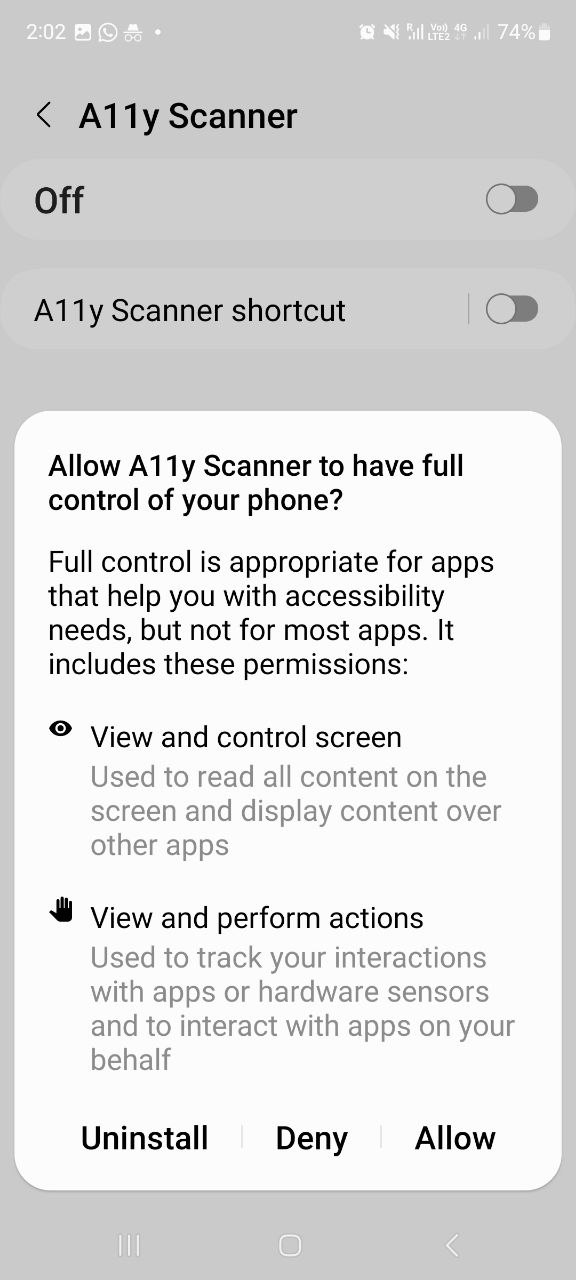 2:02
Vo)) 4G
R LTE2 74%
A11y Scanner
Off
A11y Scanner shortcut
Allow A11y Scanner to have full
control of your phone?
Full control is appropriate for apps
that help you with accessibility
needs, but not for most apps. It
includes these permissions:
View and control screen
Used to read all content on the
screen and display content over
other apps
View and perform actions
Used to track your interactions
with apps or hardware sensors
and to interact with apps on your
behalf
Uninstall Deny Allow